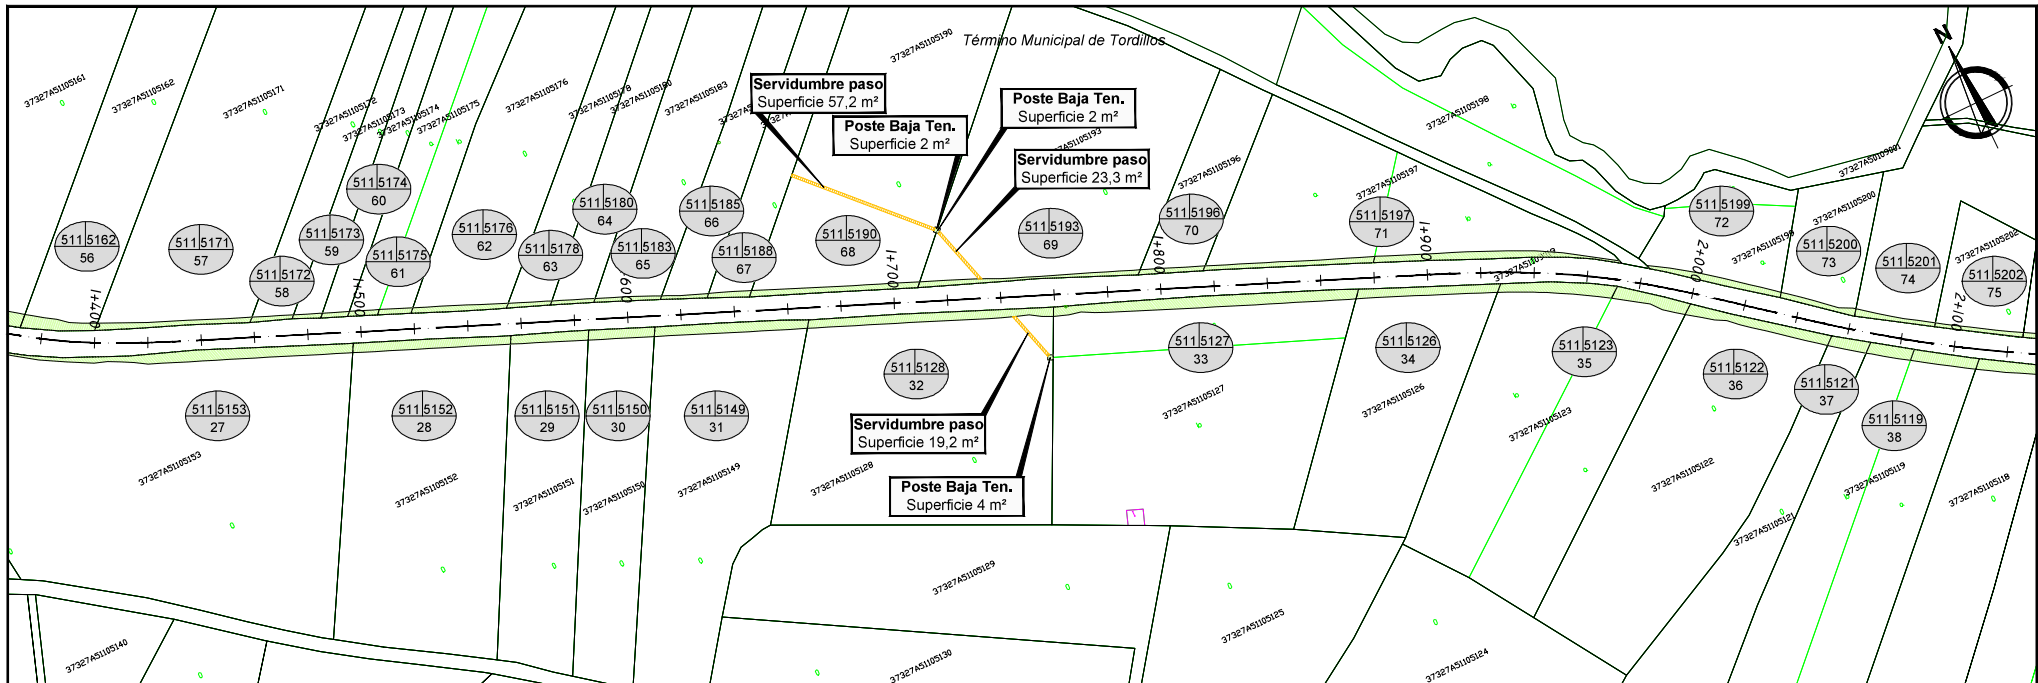 Término Municipal de Tordillos
N
37327A51105161
37327A51105162
37327A51105171
37327A51105172
37327A51105173
37327A51105174
37327A51105175
37327A51105176
37327A51105178
37327A51105180
37327A51105183
37327A51105190
37327A51105193
37327A51105196
37327A51105197
37327A51105198
37327A50109001
37327A51105199
37327A51105200
37327A51105202
Servidumbre paso
Superficie 57,2 m²
Poste Baja Ten.
Superficie 2 m²
Poste Baja Ten.
Superficie 2 m²
Servidumbre paso
Superficie 23,3 m²
511 5162
56
511 5171
57
511 5172
58
511 5173
59
511 5174
60
511 5175
61
511 5176
62
511 5178
63
511 5180
64
511 5183
65
511 5185
66
511 5188
67
511 5190
68
511 5193
69
511 5196
70
511 5197
71
511 5199
72
511 5200
73
511 5201
74
511 5202
75
1+400
1+500
600
1+700
1+800
1+900
2+000
2+100
511 5153
27
511 5152
28
511 5151
29
511 5150
30
511 5149
31
511 5128
32
511 5127
33
511 5126
34
511 5123
35
511 5122
36
511 5121
37
511 5119
38
Servidumbre paso
Superficie 19,2 m²
Poste Baja Ten.
Superficie 4 m²
37327A51105153
37327A51105152
37327A51105151
37327A51105150
37327A51105149
37327A51105128
37327A51105127
37327A51105126
37327A51105123
37327A51105122
37327A51105121
37327A51105119
37327A51105118
37327A51105140
37327A51105129
37327A51105130
37327A51105125
37327A51105124